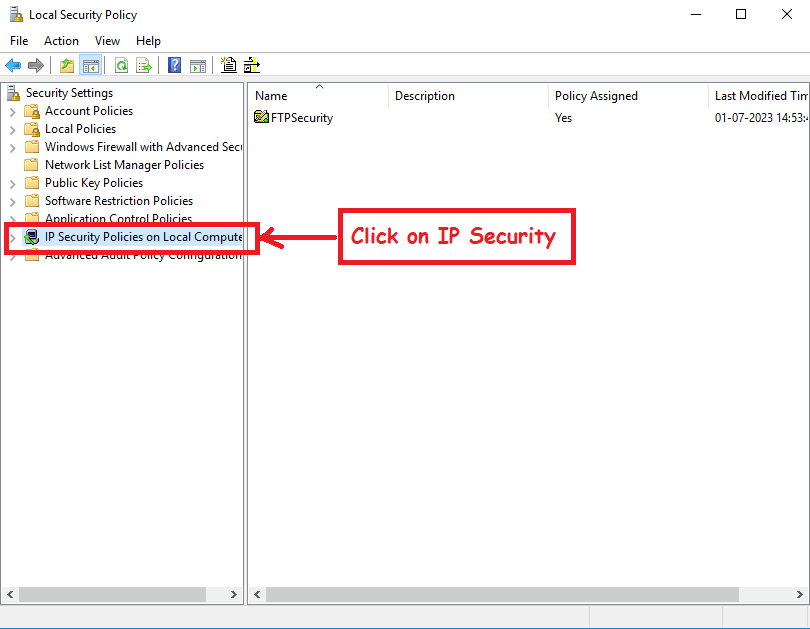 Local Security Policy
File Action View Help
Security Settings
Account Policies
Local Policies
Windows Firewall with Advanced Secu
Network List Manager Policies
Public Key Policies
Software Restriction Policies
Application Control Policies
IP Security Policies on Local Compute
Advanced Audit Policy Configuration
Name Description Policy Assigned Last Modified Tim
FTPSecurity Yes 01-07-2023 14:53:4
Click on IP Security